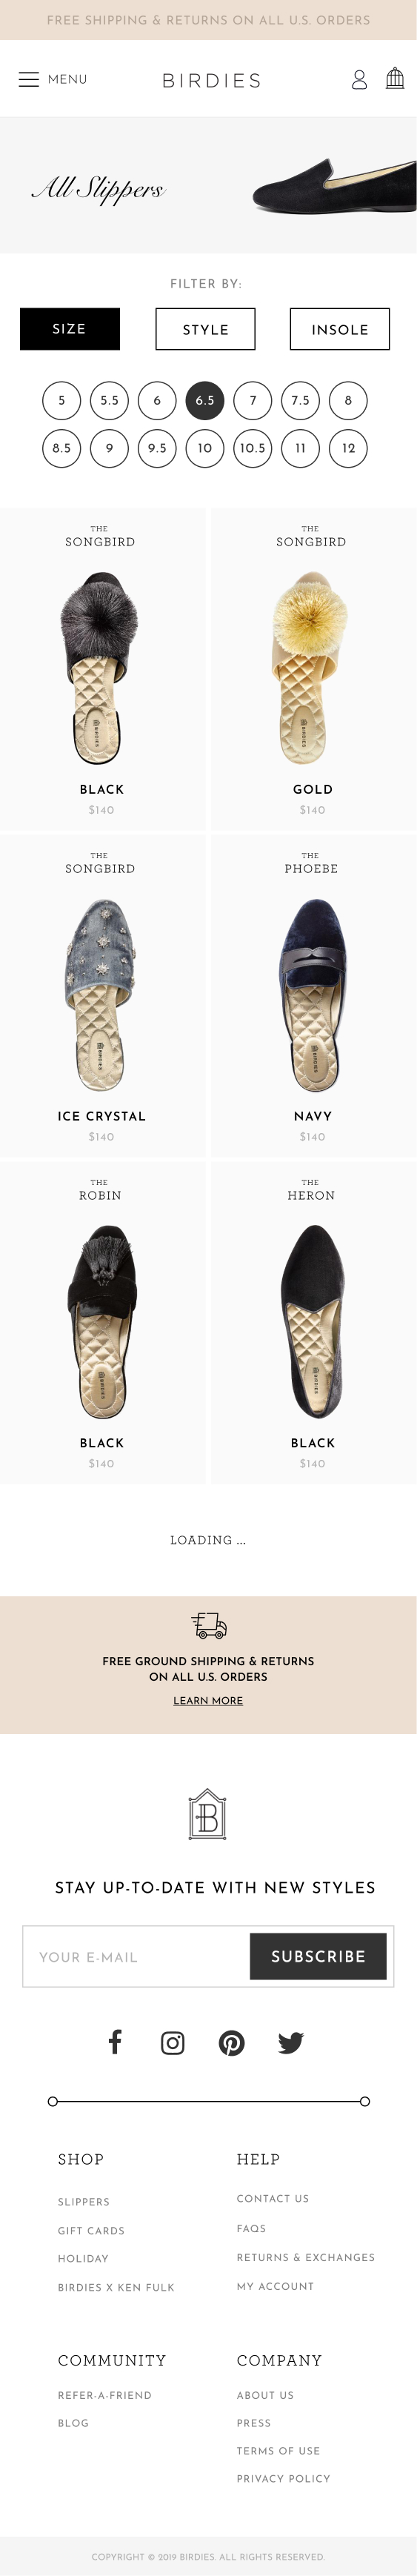 FREE SHIPPING & RETURNS ON ALL U.S. ORDERS
MENU
BIRDIES
All Slippers
FILTER BY:
SIZE STYLE INSOLE
5 5.5 6 6.5 7 7.5 8
8.5 9 9.5 10 10.5 11 12
THE
SONGBIRD
BIRDIES
BLACK
$140
THE
SONGBIRD
BIRDIES
GOLD
$140
THE
SONGBIRD
BIRDIES
ICE CRYSTAL
$140
THE
PHOEBE
BIRDIES
NAVY
$140
THE
ROBIN
BIRDIES
BLACK
$140
THE
HERON
BIRDIES
BLACK
$140
LOADING ...
FREE GROUND SHIPPING & RETURNS
ON ALL U.S. ORDERS
LEARN MORE
B
STAY UP-TO-DATE WITH NEW STYLES
YOUR E-MAIL
SUBSCRIBE
SHOP
SLIPPERS
GIFT CARDS
HOLIDAY
BIRDIES X KEN FULK
HELP
CONTACT US
FAQS
RETURNS & EXCHANGES
MY ACCOUNT
COMMUNITY
REFER-A-FRIEND
BLOG
COMPANY
ABOUT US
PRESS
TERMS OF USE
PRIVACY POLICY
COPYRIGHT © 2019 BIRDIES. ALL RIGHTS RESERVED.